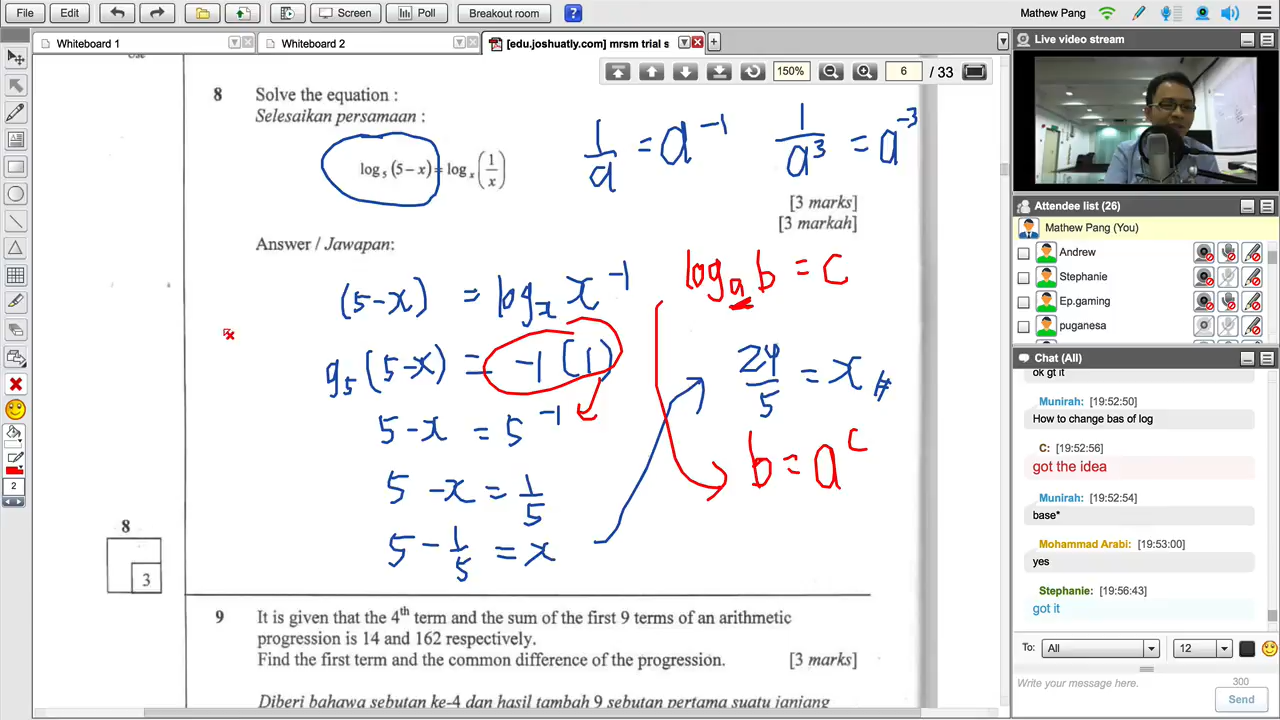 File Edit Screen Poll Breakout room ? Mathew Pang
Whiteboard 1 Whiteboard 2 [edu.joshuatly.com] mrsm trial s
150% 6 / 33
8 Solve the equation :
Selesaikan persamaan :
log₅ (5 – x) = logₓ (1/x)
1/a = a⁻¹ 1/a³ = a⁻³
[3 marks]
[3 markah]
Answer / Jawapan:
(5-x) = logₓ x⁻¹
g₅ (5-x) = -1 (1)
5-x = 5⁻¹
5 -x = 1/5
5 - 1/5 = x
logₐ b = c
24/5 = x #
b = aᶜ
8
3
9 It is given that the 4th term and the sum of the first 9 terms of an arithmetic
progression is 14 and 162 respectively.
Find the first term and the common difference of the progression. [3 marks]
Diberi bahawa sebutan ke-4 dan hasil tambah 9 sebutan pertama suatu janjang
2
Live video stream
Attendee list (26)
Mathew Pang (You)
Andrew
Stephanie
Ep.gaming
puganesa
Chat (All)
ok gt it
Munirah: [19:52:50]
How to change bas of log
C: [19:52:56]
got the idea
Munirah: [19:52:54]
base*
Mohammad Arabi: [19:53:00]
yes
Stephanie: [19:56:43]
got it
To: All 12
Write your message here. 300
Send